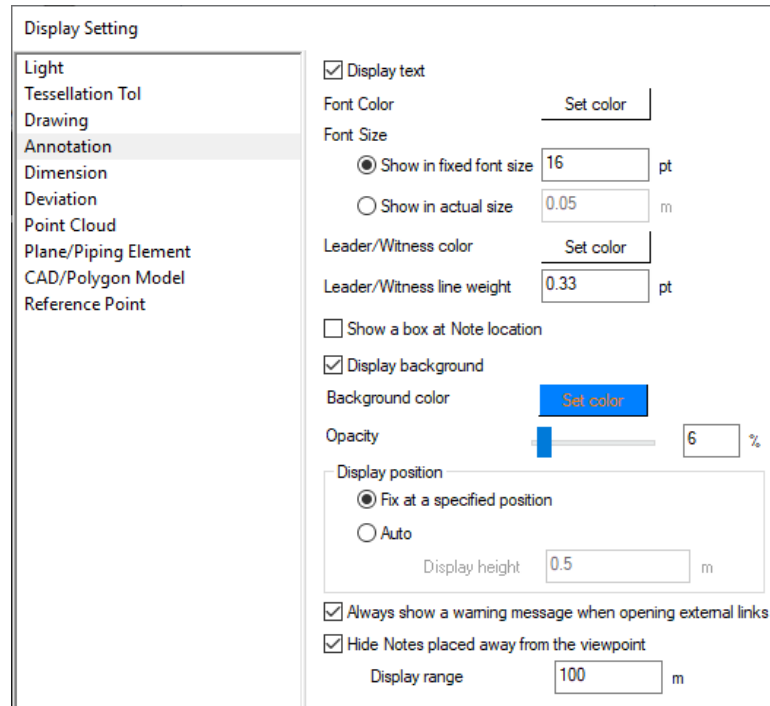 Display Setting
Light
Tessellation Tol
Drawing
Annotation
Dimension
Deviation
Point Cloud
Plane/Piping Element
CAD/Polygon Model
Reference Point
Display text
Font Color Set color
Font Size
Show in fixed font size 16 pt
Show in actual size 0.05 m
Leader/Witness color Set color
Leader/Witness line weight 0.33 pt
Show a box at Note location
Display background
Background color Set color
Opacity 6 %
Display position
Fix at a specified position
Auto
Display height 0.5 m
Always show a warning message when opening external links
Hide Notes placed away from the viewpoint
Display range 100 m